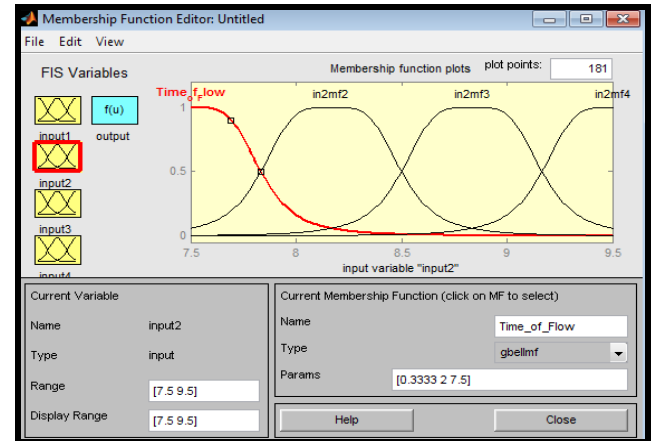 Membership Function Editor: Untitled
File Edit View
FIS Variables
f(u)
input1 output
input2
input3
input4
Membership function plots plot points: 181
Time_of_Flow in2mf2 in2mf3 in2mf4
1
0.5
0
7.5 8 8.5 9 9.5
input variable "input2"
Current Variable
Name input2
Type input
Range [7.5 9.5]
Display Range [7.5 9.5]
Current Membership Function (click on MF to select)
Name Time_of_Flow
Type gbellmf
Params [0.3333 2 7.5]
Help Close